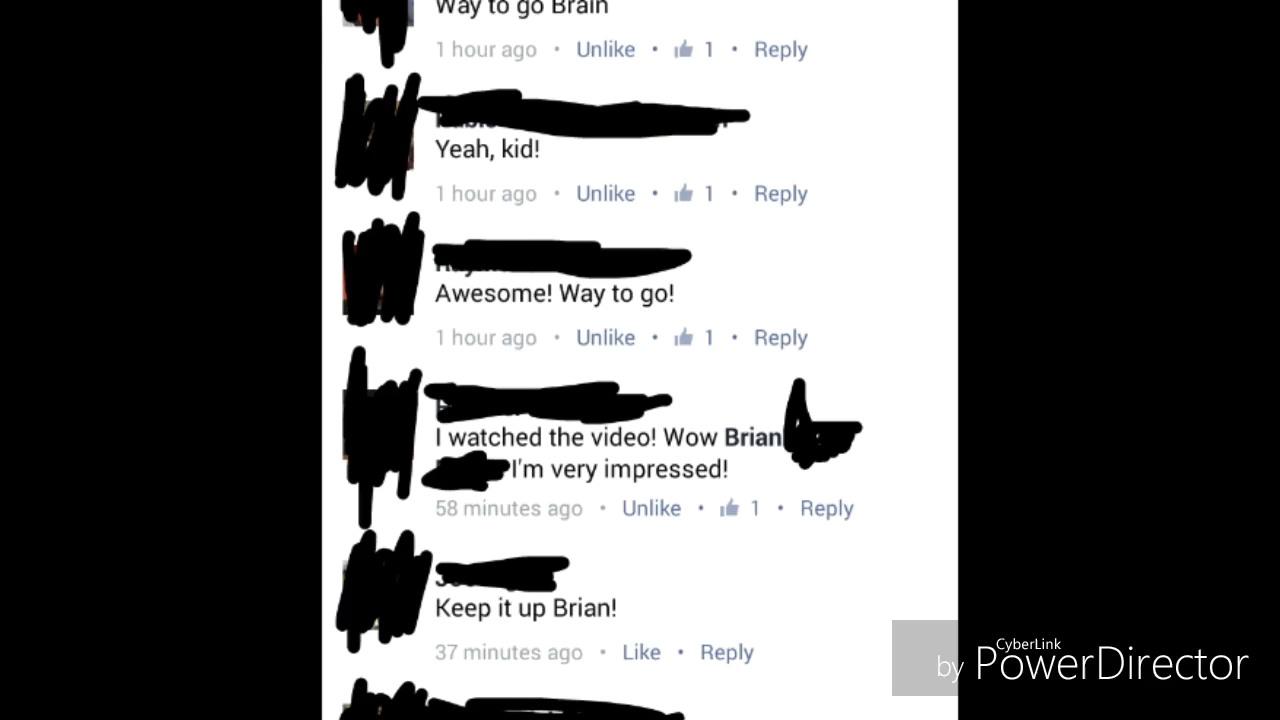 Way to go Brain
1 hour ago • Unlike • 1 • Reply
Yeah, kid!
1 hour ago • Unlike • 1 • Reply
Awesome! Way to go!
1 hour ago • Unlike • 1 • Reply
I watched the video! Wow Brian
I'm very impressed!
58 minutes ago • Unlike • 1 • Reply
Keep it up Brian!
37 minutes ago • Like • Reply
CyberLink
by PowerDirector